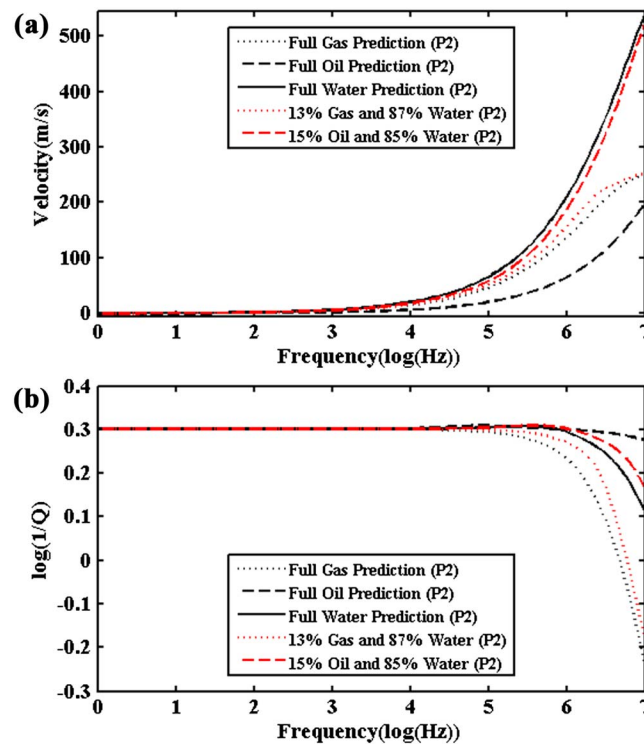 (a)
Velocity(m/s)
500
400
300
200
100
0
Full Gas Prediction (P2)
Full Oil Prediction (P2)
Full Water Prediction (P2)
13% Gas and 87% Water (P2)
15% Oil and 85% Water (P2)
0 1 2 3 4 5 6 7
Frequency(log(Hz))
(b)
log(1/Q)
0.4
0.3
0.2
0.1
0
-0.1
-0.2
-0.3
Full Gas Prediction (P2)
Full Oil Prediction (P2)
Full Water Prediction (P2)
13% Gas and 87% Water (P2)
15% Oil and 85% Water (P2)
0 1 2 3 4 5 6 7
Frequency(log(Hz))